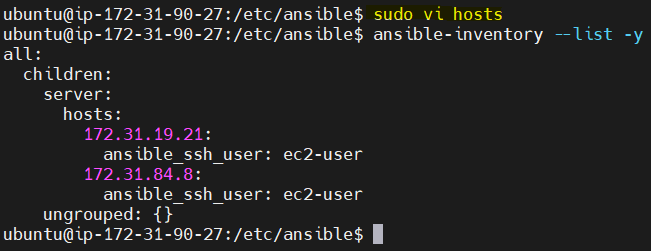 ubuntu@ip-172-31-90-27:/etc/ansible$ sudo vi hosts
ubuntu@ip-172-31-90-27:/etc/ansible$ ansible-inventory --list -y
all:
  children:
    server:
      hosts:
        172.31.19.21:
          ansible_ssh_user: ec2-user
        172.31.84.8:
          ansible_ssh_user: ec2-user
    ungrouped: {}
ubuntu@ip-172-31-90-27:/etc/ansible$